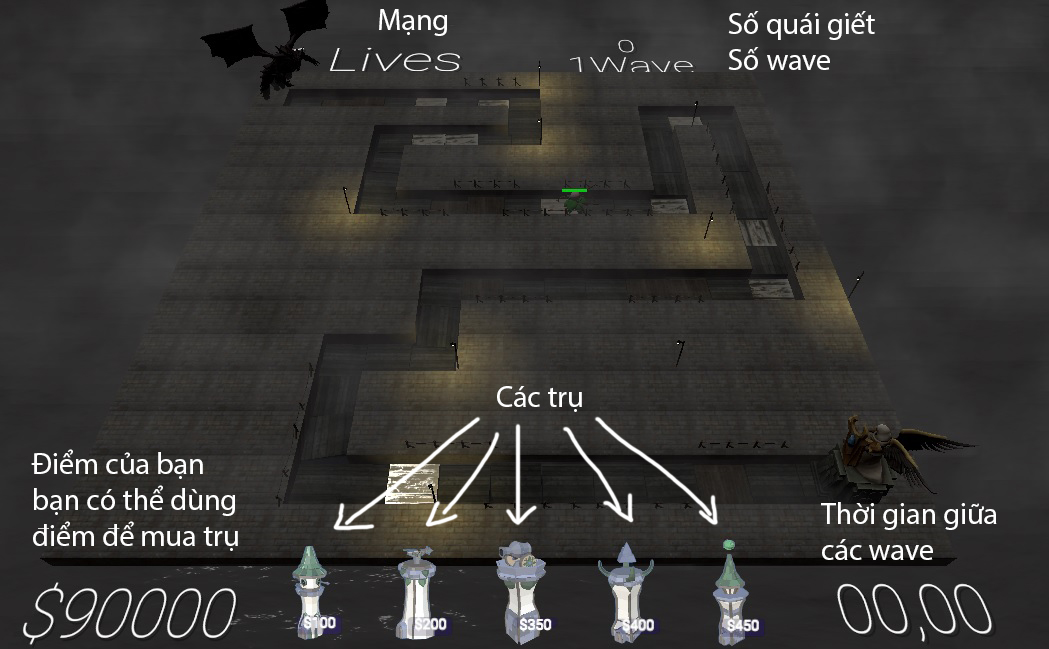 Mạng
Lives
0
1Wave
Số quái giết
Số wave
Các trụ
Điểm của bạn
bạn có thể dùng
điểm để mua trụ
Thời gian giữa
các wave
$90000
$100
$200
$350
$400
$450
00,00